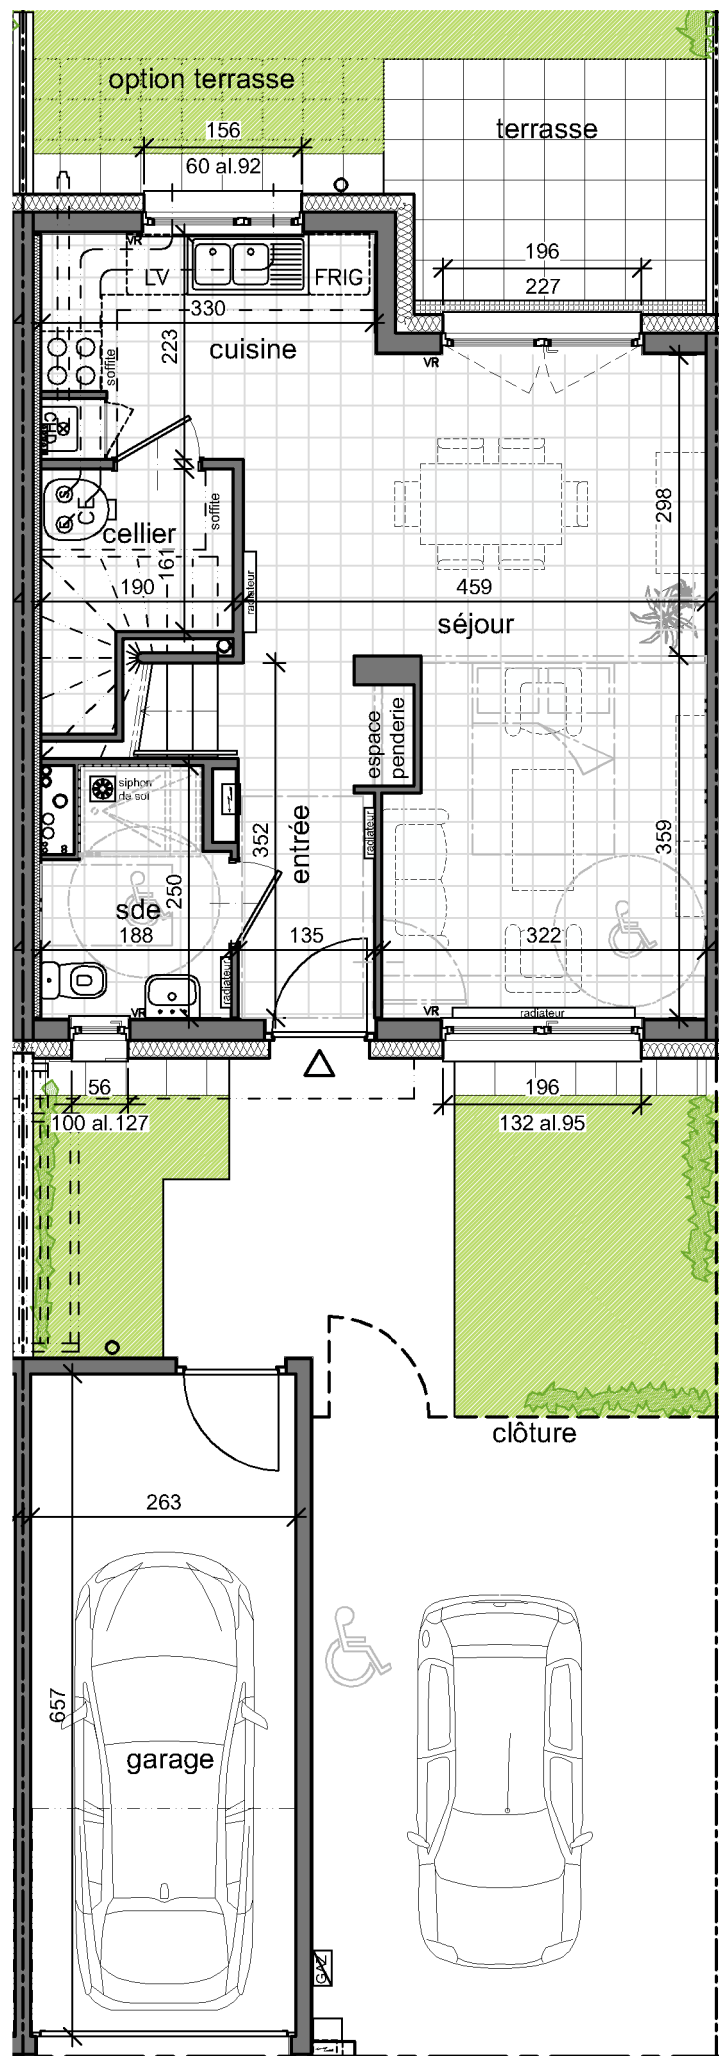 option terrasse
terrasse
156
60 al.92
196
227
VR
LV
FRIG
330
223
cuisine
soffite
VR
CHD
CE
S
E
cellier
soffite
161
190
radiateur
298
459
séjour
espace
penderie
siphon
de sol
352
entrée
radiateur
359
250
sde
188
135
322
radiateur
VR
VR
radiateur
56
100 al.127
196
132 al.95
clôture
263
657
garage
GAZ